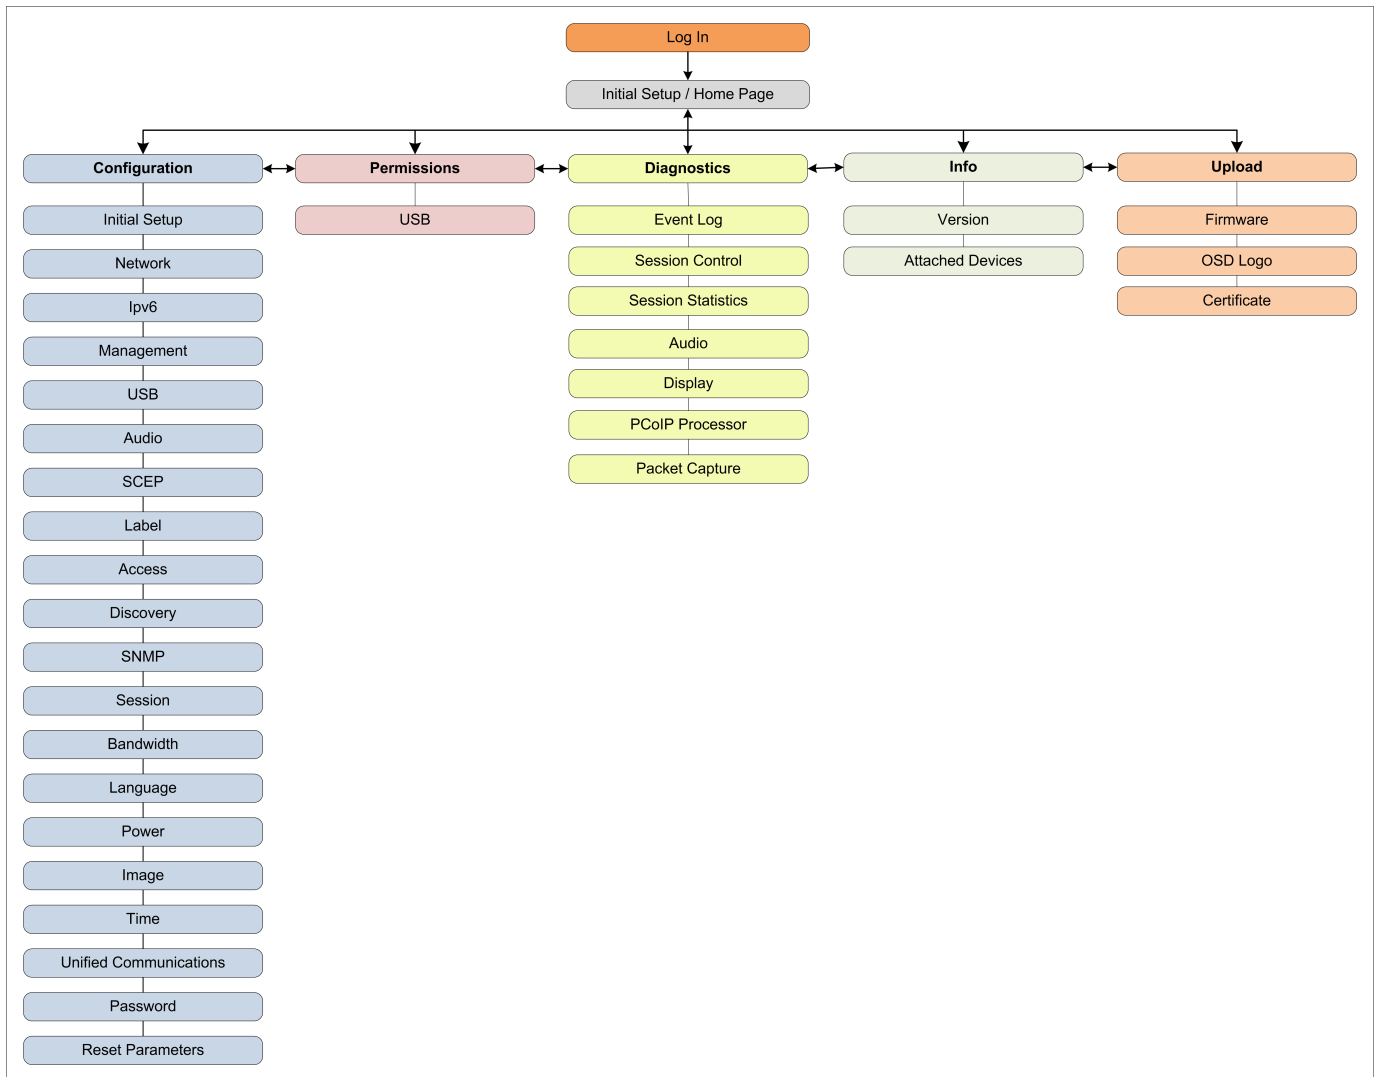 Log In
Initial Setup / Home Page
Configuration
Permissions
Diagnostics
Info
Upload
Initial Setup
Network
Ipv6
Management
USB
Audio
SCEP
Label
Access
Discovery
SNMP
Session
Bandwidth
Language
Power
Image
Time
Unified Communications
Password
Reset Parameters
USB
Event Log
Session Control
Session Statistics
Audio
Display
PCoIP Processor
Packet Capture
Version
Attached Devices
Firmware
OSD Logo
Certificate